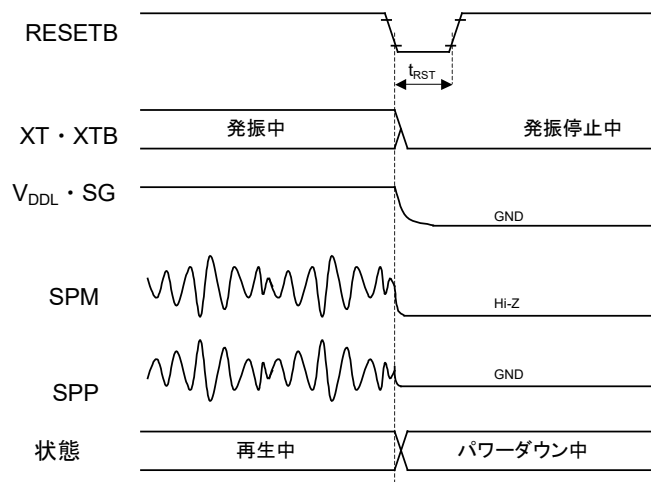 RESETB
tRST
XT・XTB
発振中
発振停止中
VDDL・SG
GND
SPM
Hi-Z
SPP
GND
状態
再生中
パワーダウン中